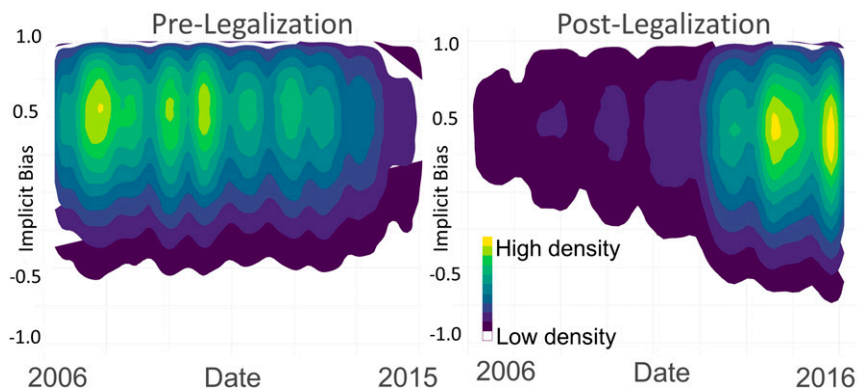 Pre-Legalization
Post-Legalization
Implicit Bias
1.0
0.5
-0.5
-1.0
2006
Date
2015
Implicit Bias
1.0
0.5
-0.5
-1.0
High density
Low density
2006
Date
2016